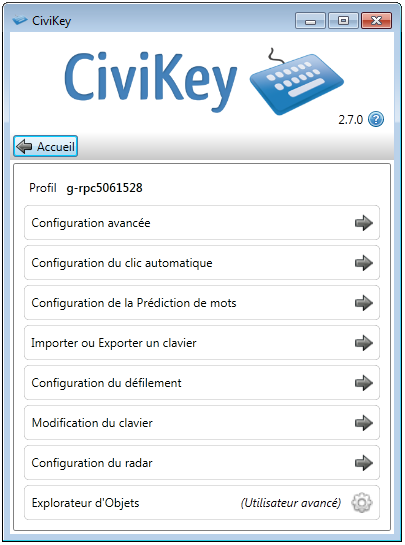 CiviKey
CiviKey
2.7.0 ?
Accueil
Profil g-rpc5061528
Configuration avancée
Configuration du clic automatique
Configuration de la Prédiction de mots
Importer ou Exporter un clavier
Configuration du défilement
Modification du clavier
Configuration du radar
Explorateur d'Objets (Utilisateur avancé)